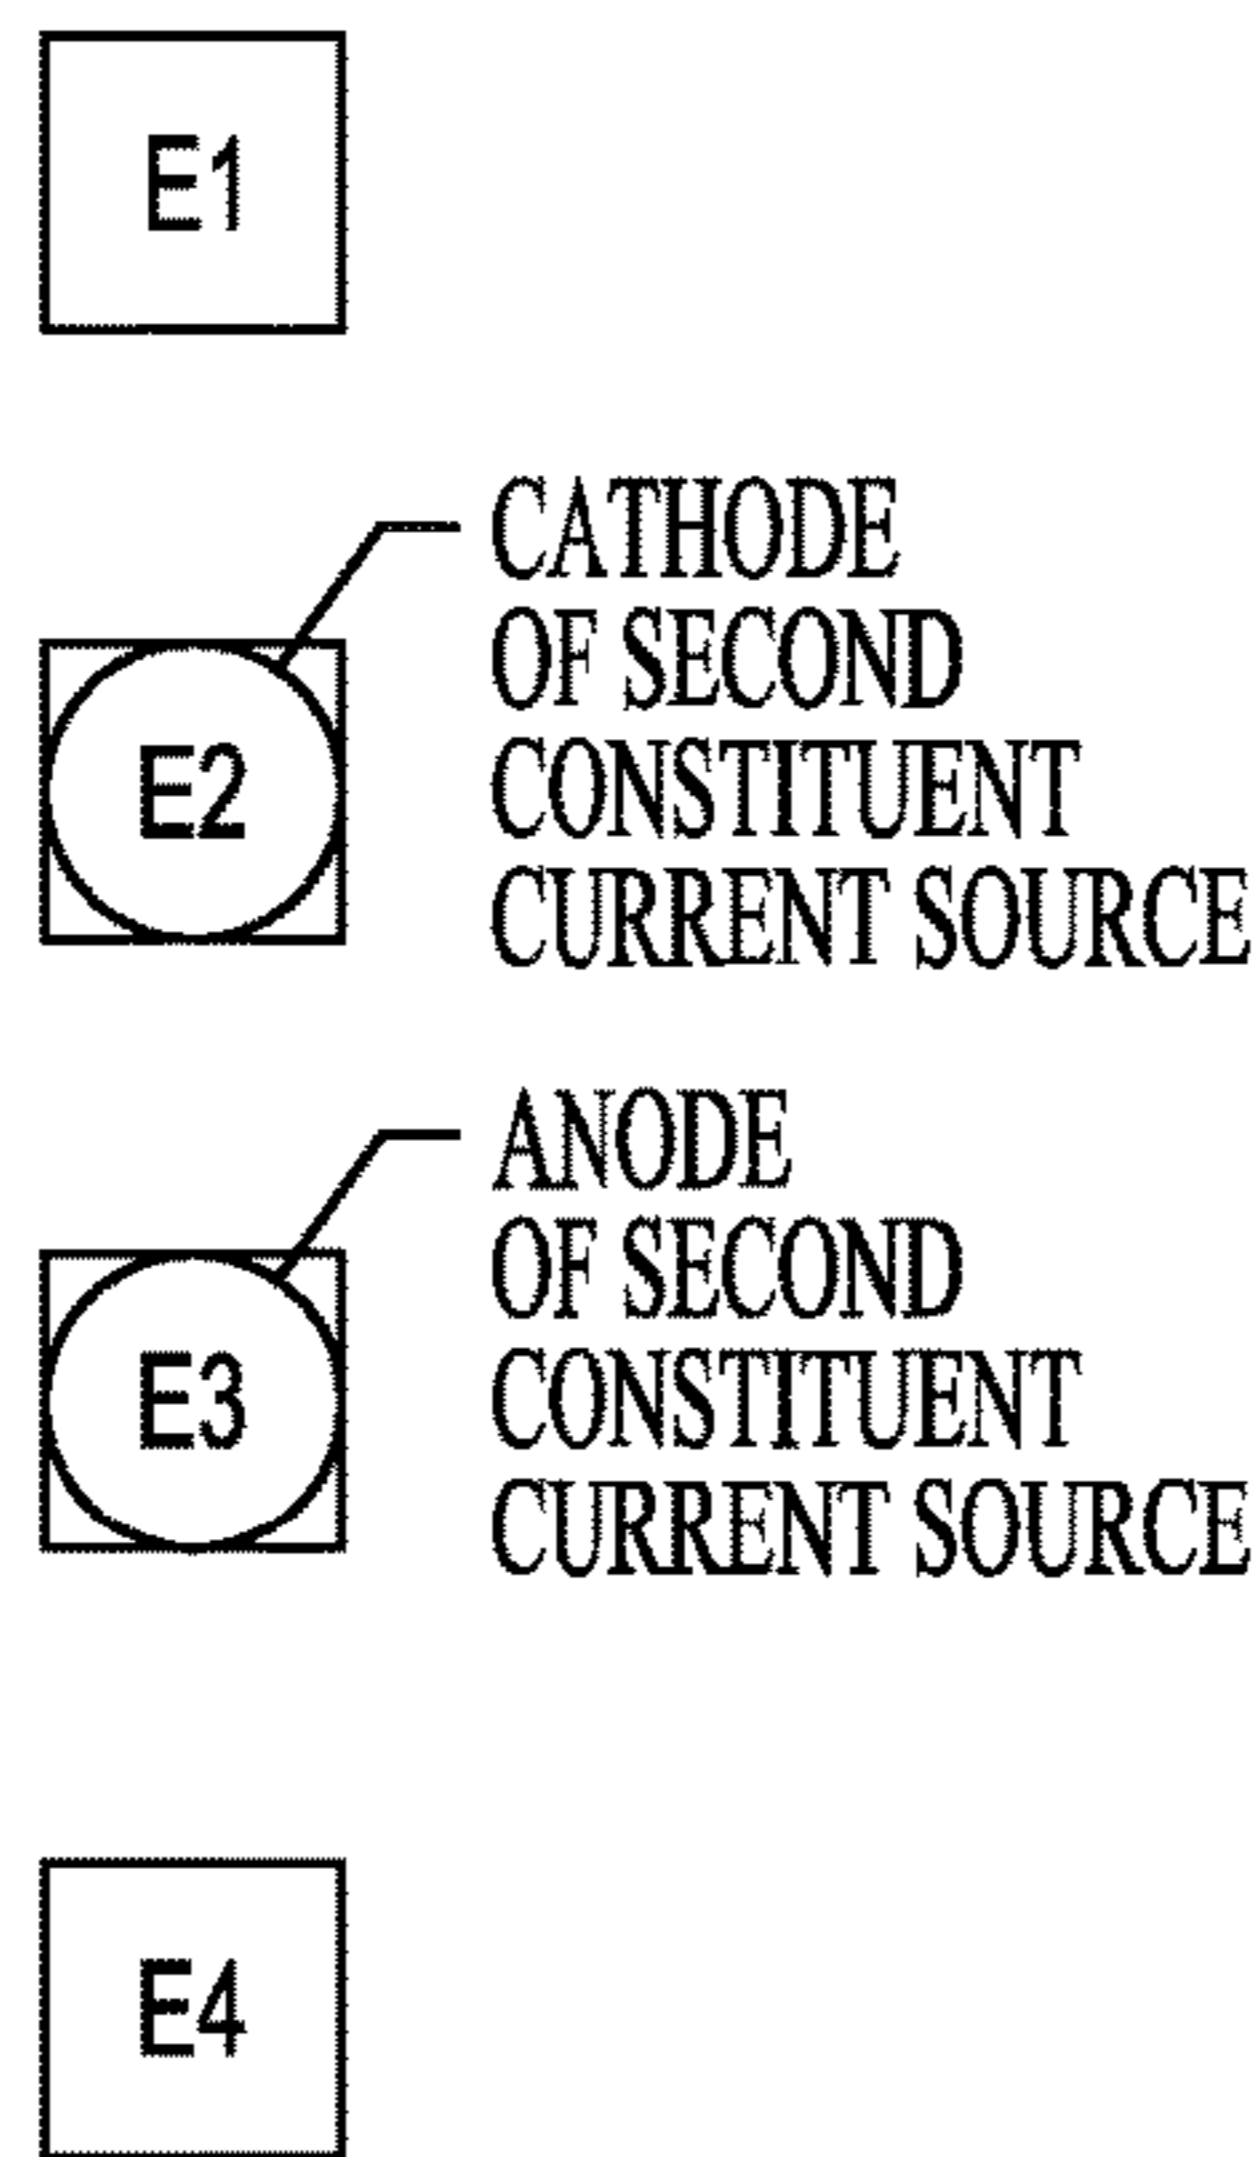 E1
CATHODE
OF SECOND
CONSTITUENT
CURRENT SOURCE
E2
ANODE
OF SECOND
CONSTITUENT
CURRENT SOURCE
E3
E4